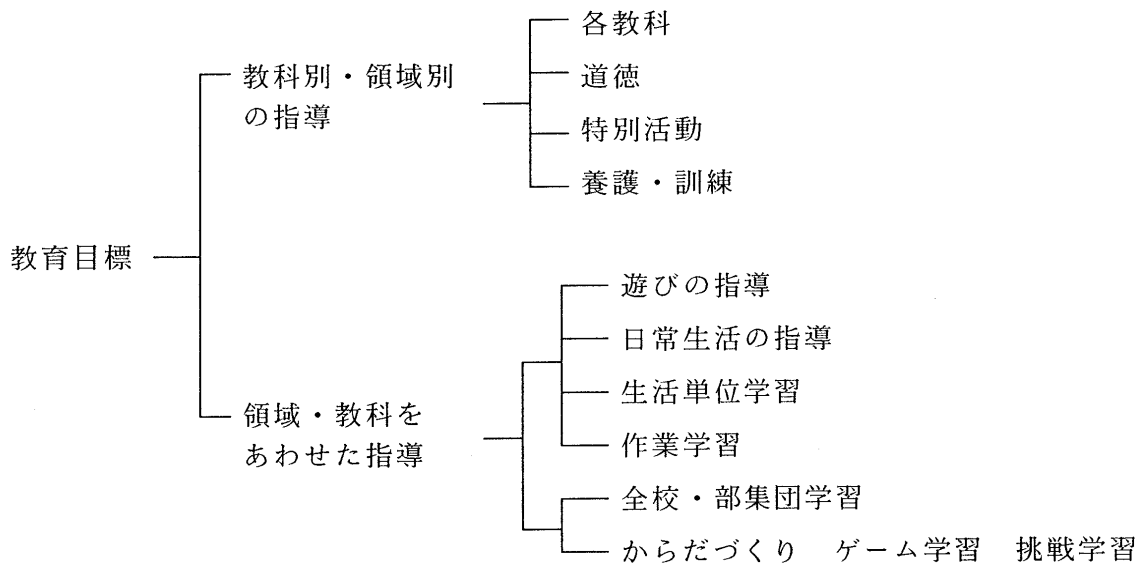 教育目標
教科別・領域別
の指導
各教科
道徳
特別活動
養護・訓練
領域・教科を
あわせた指導
遊びの指導
日常生活の指導
生活単位学習
作業学習
全校・部集団学習
からだづくり　ゲーム学習　挑戦学習